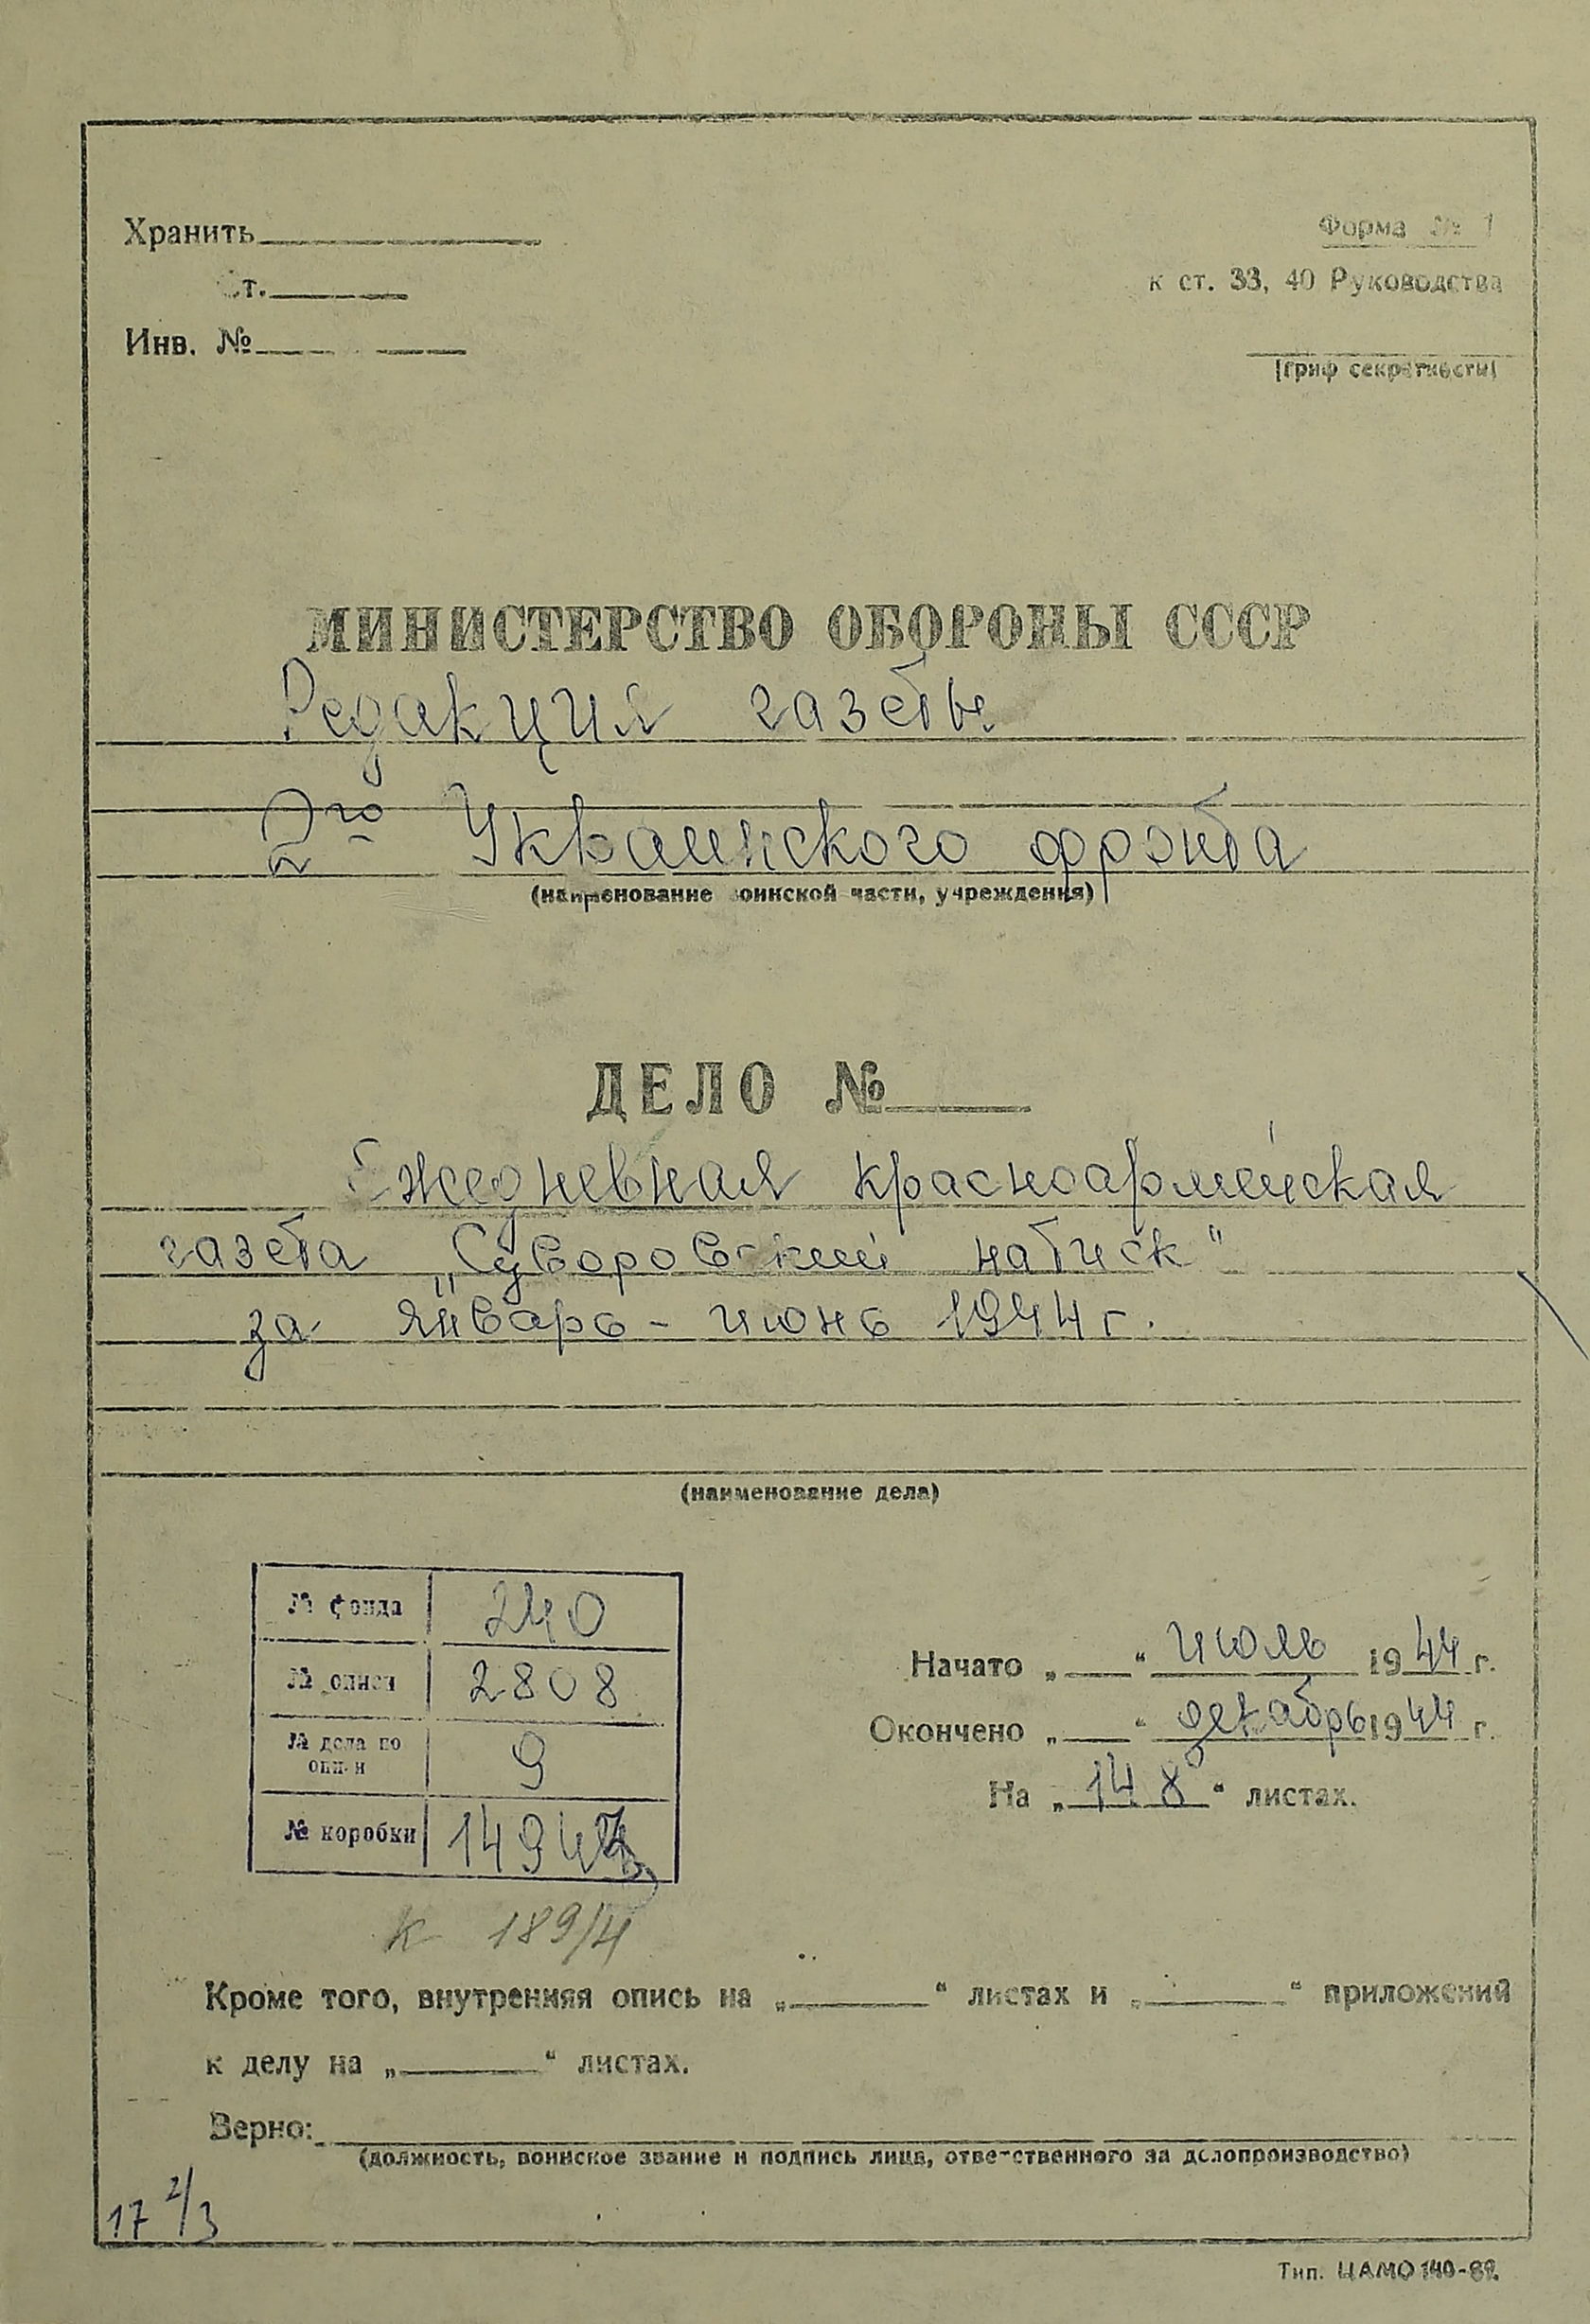 Хранить
Форма № 1
Ст.
к ст. 33, 40 Руководства
Инв. №
(гриф секретности)
МИНИСТЕРСТВО ОБОРОНЫ СССР
Редакция газеты
2го Украинского фронта
(наименование воинской части, учреждения)
ДЕЛО №
Ежедневная красноармейская
газета „Суворовский натиск"
за январь - июнь 1944 г.
(наименование дела)
№ фонда 240
№ описи 2808
№ дела по описи 9
№ коробки
к 189/4
Начато „ “ июль 1944 г.
Окончено „ “ декабрь 1944 г.
На „148“ листах.
Кроме того, внутренняя опись на „ “ листах и „ “ приложений
к делу на „ “ листах.
Верно:
(должность, воинское звание и подпись лица, ответственного за делопроизводство)
17 2/3
Тип. ЦАМО 140-89.